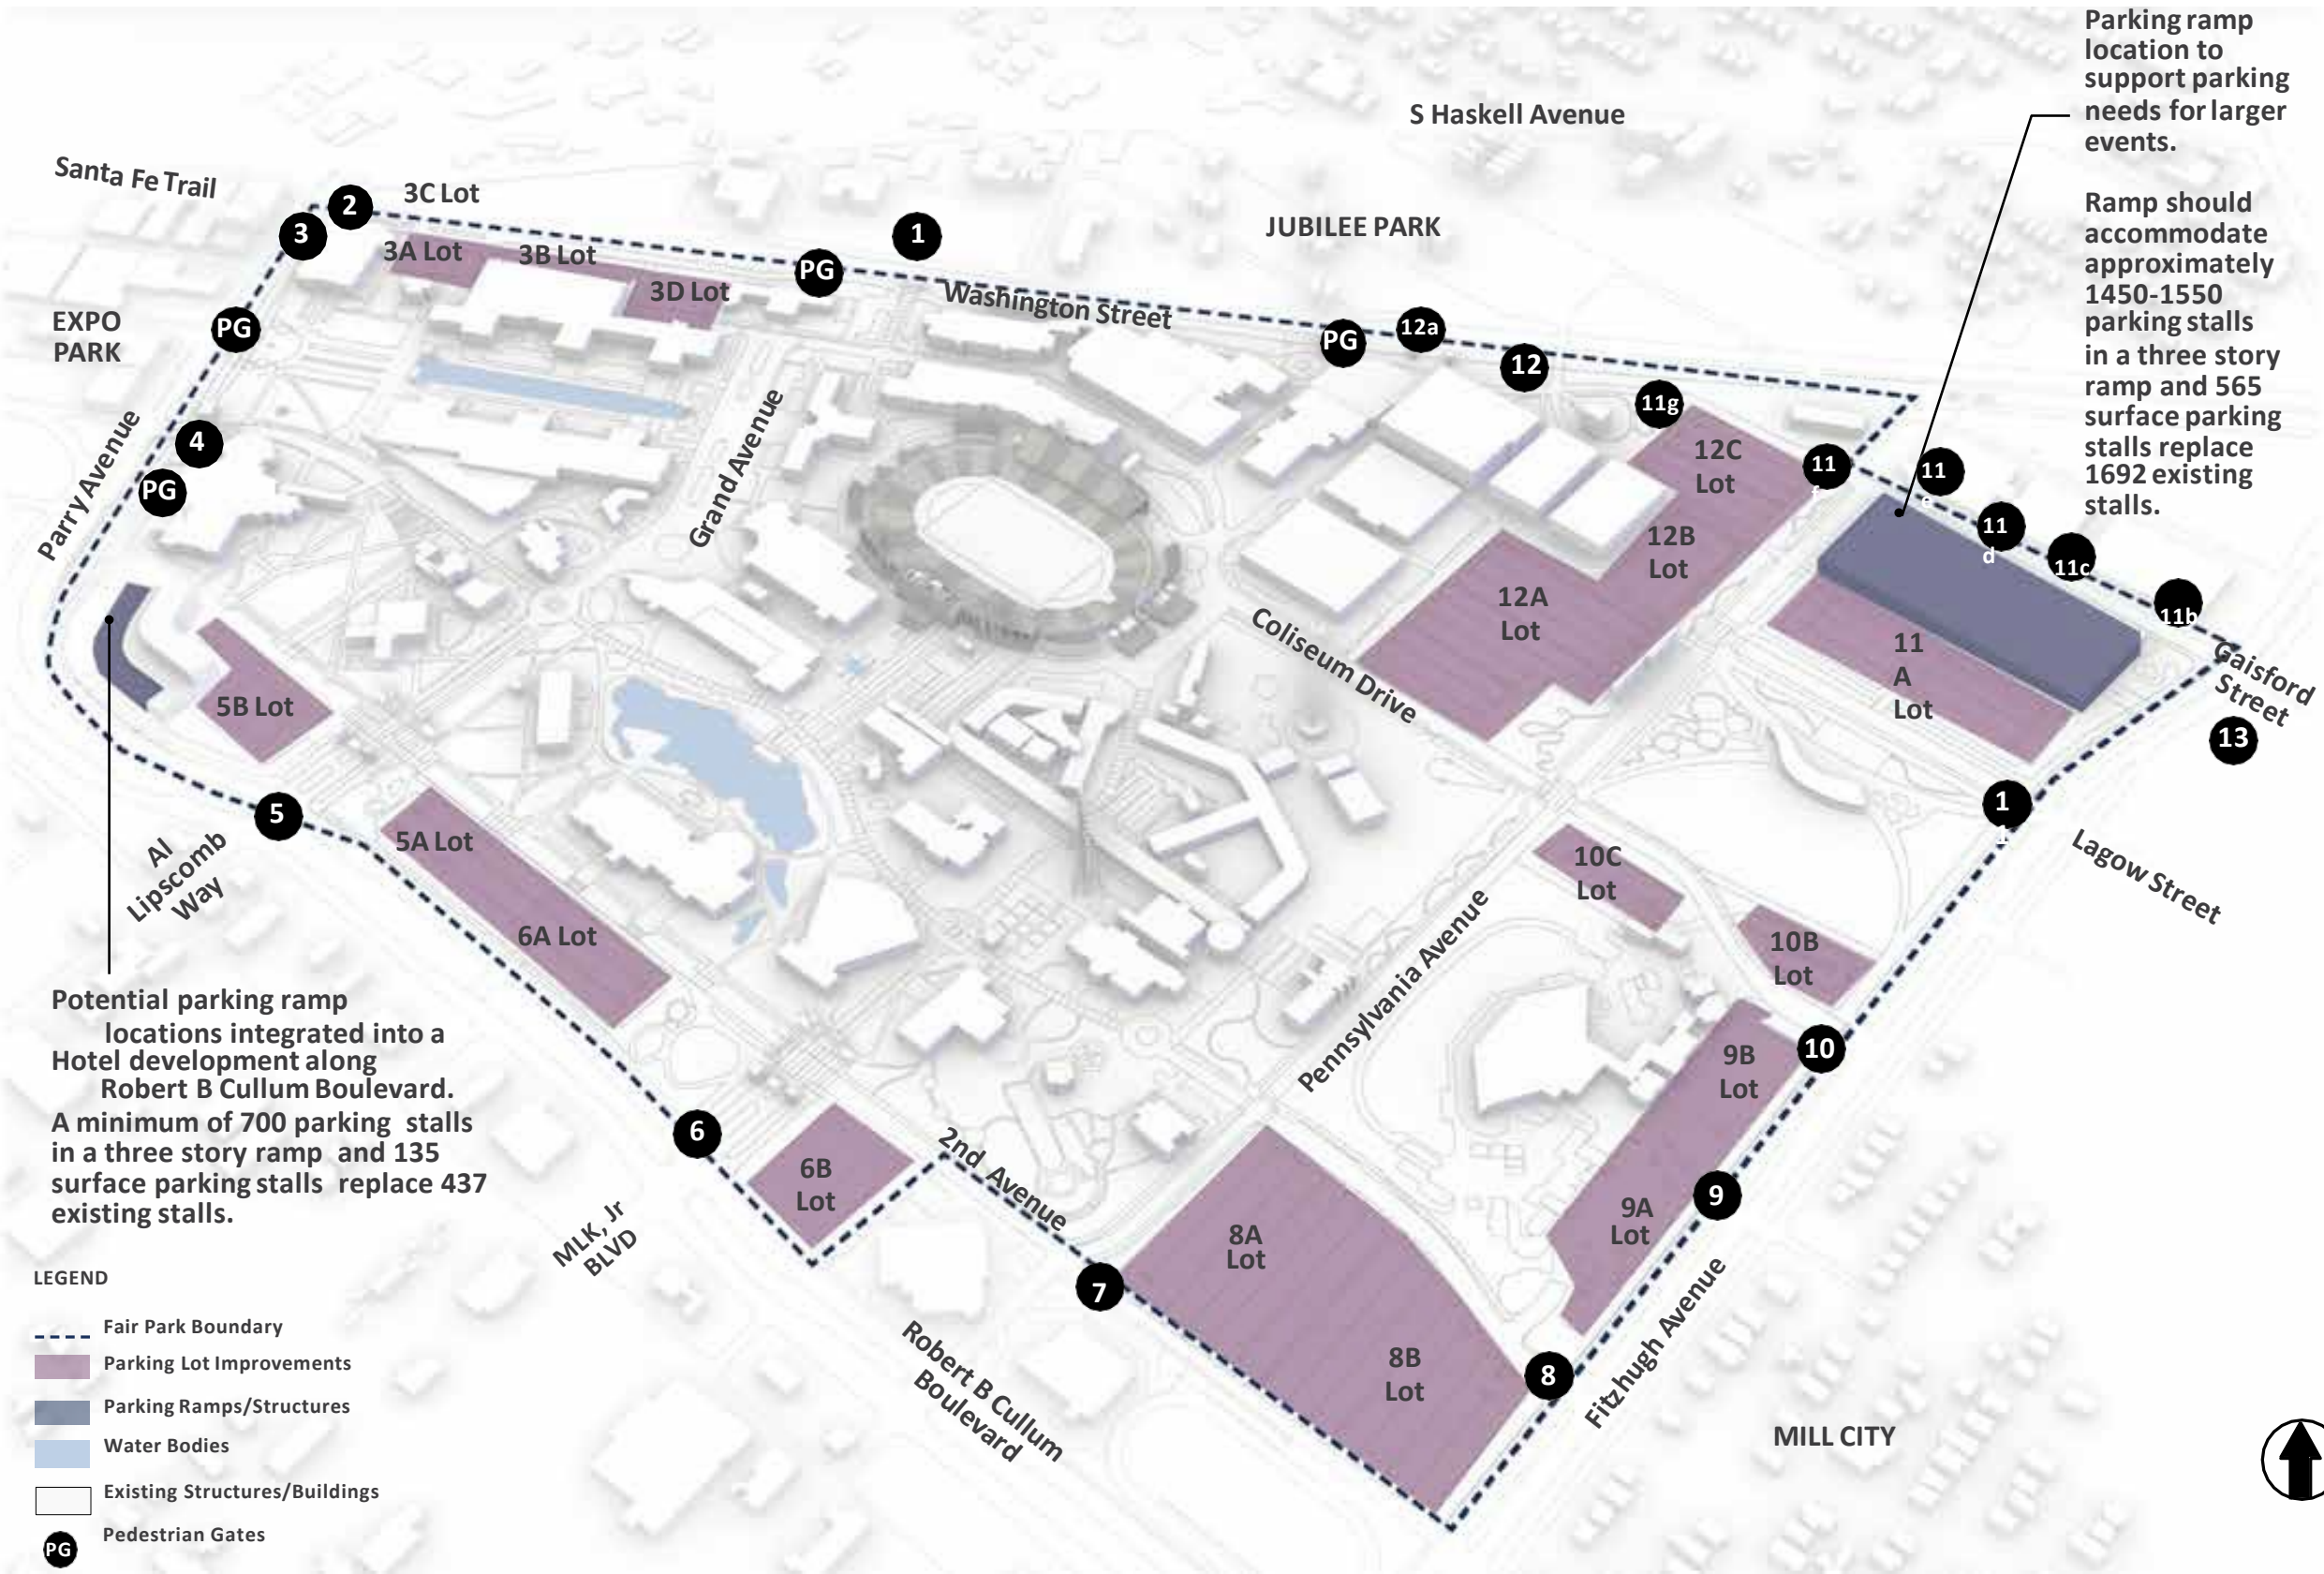 Parking ramp
location to
support parking
needs for larger
events.
S Haskell Avenue
Santa Fe Trail
3C Lot
2
3
1
Ramp should
accommodate
approximately
1450-1550
parking stalls
in a three story
ramp and 565
surface parking
stalls replace
1692 existing
stalls.
JUBILEE PARK
3A Lot
3B Lot
PG
3D Lot
Washington Street
EXPO
PARK
PG
PG
12a
12
11g
Grand Avenue
Parry Avenue
4
PG
12C
Lot
11
f
11
e
11
d
11c
11b
12B
Lot
12A
Lot
Coliseum Drive
11
A
Lot
Gaisford
Street
13
5B Lot
5
5A Lot
1
1
Lagow Street
Al
Lipscomb
Way
10C
Lot
6A Lot
10B
Lot
Pennsylvania Avenue
Potential parking ramp
locations integrated into a
Hotel development along
Robert B Cullum Boulevard.
A minimum of 700 parking stalls
in a three story ramp and 135
surface parking stalls replace 437
existing stalls.
9B
Lot
10
6
2nd Avenue
6B
Lot
9
9A
Lot
8A
Lot
MLK, Jr
BLVD
7
8B
Lot
8
Fitzhugh Avenue
Robert B Cullum
Boulevard
MILL CITY
LEGEND
Fair Park Boundary
Parking Lot Improvements
Parking Ramps/Structures
Water Bodies
Existing Structures/Buildings
PG
Pedestrian Gates